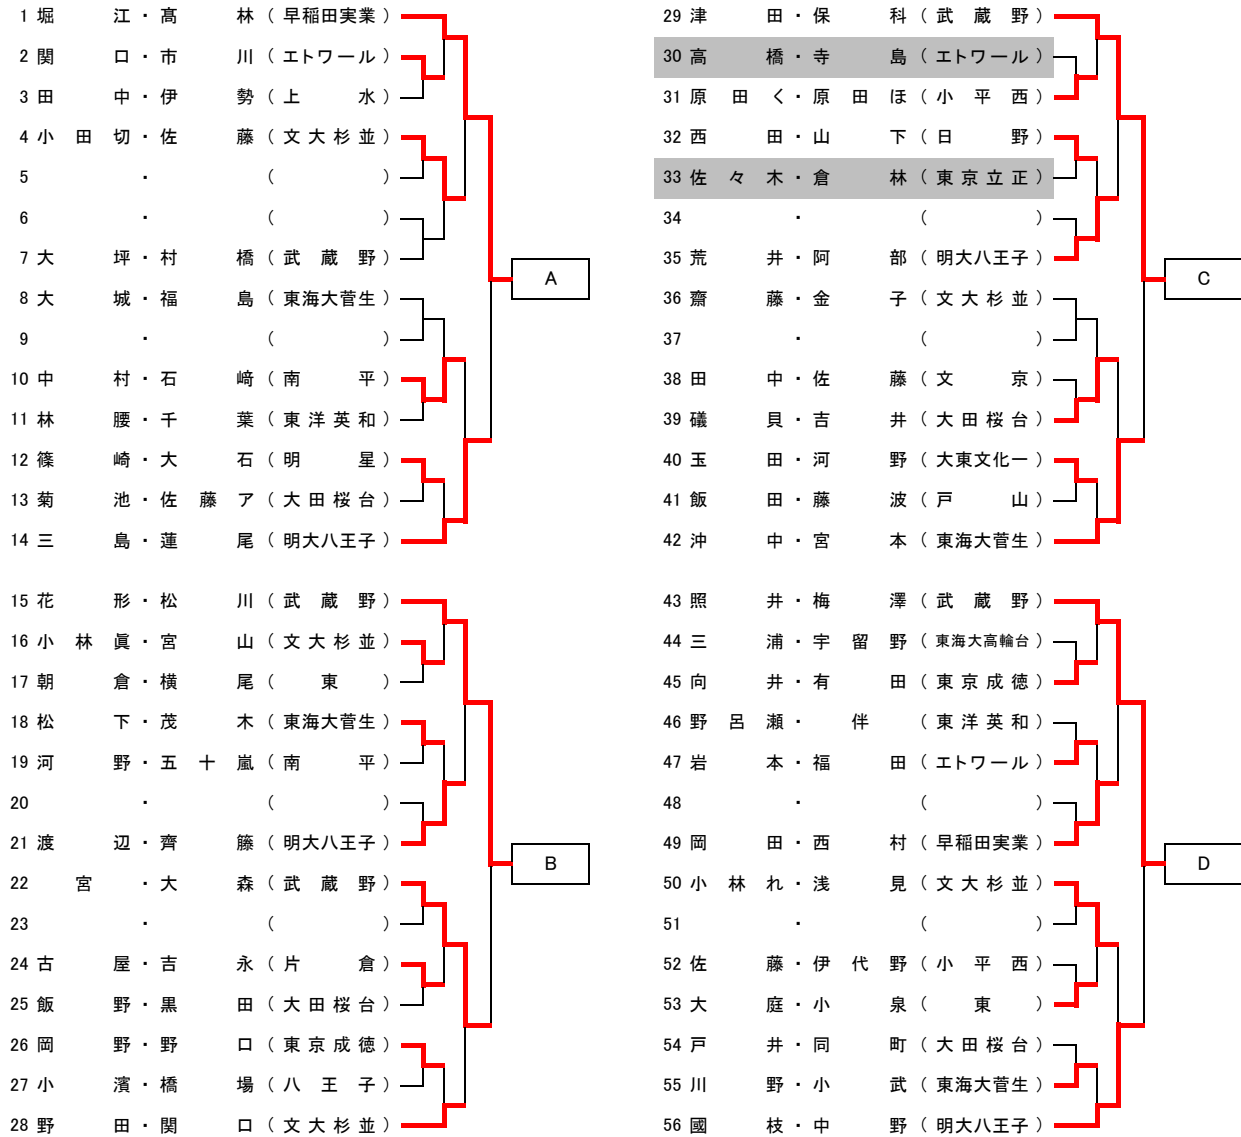 1 堀江・髙林（早稲田実業）
2 関口・市川（エトワール）
3 田中・伊勢（上水）
4 小田切・佐藤（文大杉並）
5 ・（ ）
6 ・（ ）
7 大坪・村橋（武蔵野）
8 大城・福島（東海大菅生）
9 ・（ ）
10 中村・石﨑（南平）
11 林腰・千葉（東洋英和）
12 篠崎・大石（明星）
13 菊池・佐藤ア（大田桜台）
14 三島・蓮尾（明大八王子）
A
15 花形・松川（武蔵野）
16 小林眞・宮山（文大杉並）
17 朝倉・横尾（東）
18 松下・茂木（東海大菅生）
19 河野・五十嵐（南平）
20 ・（ ）
21 渡辺・齊籐（明大八王子）
22 宮・大森（武蔵野）
23 ・（ ）
24 古屋・吉永（片倉）
25 飯野・黒田（大田桜台）
26 岡野・野口（東京成徳）
27 小濱・橋場（八王子）
28 野田・関口（文大杉並）
B
29 津田・保科（武蔵野）
30 高橋・寺島（エトワール）
31 原田く・原田ほ（小平西）
32 西田・山下（日野）
33 佐々木・倉林（東京立正）
34 ・（ ）
35 荒井・阿部（明大八王子）
36 齋藤・金子（文大杉並）
37 ・（ ）
38 田中・佐藤（文京）
39 礒貝・吉井（大田桜台）
40 玉田・河野（大東文化一）
41 飯田・藤波（戸山）
42 沖中・宮本（東海大菅生）
C
43 照井・梅澤（武蔵野）
44 三浦・宇留野（東海大高輪台）
45 向井・有田（東京成徳）
46 野呂瀬・伴（東洋英和）
47 岩本・福田（エトワール）
48 ・（ ）
49 岡田・西村（早稲田実業）
50 小林れ・浅見（文大杉並）
51 ・（ ）
52 佐藤・伊代野（小平西）
53 大庭・小泉（東）
54 戸井・同町（大田桜台）
55 川野・小武（東海大菅生）
56 國枝・中野（明大八王子）
D